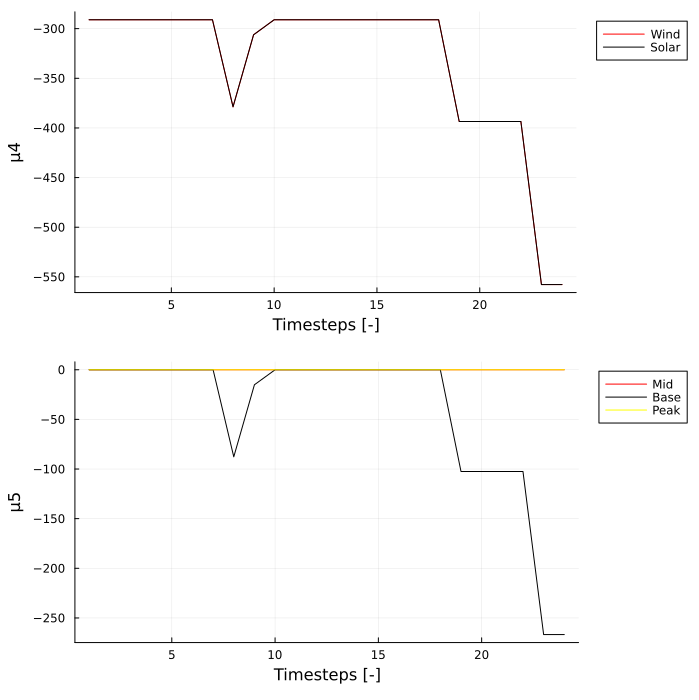 −300
−350
−400
−450
−500
−550
μ4
5
10
15
20
Timesteps [-]
Wind
Solar
0
−50
−100
−150
−200
−250
μ5
5
10
15
20
Timesteps [-]
Mid
Base
Peak